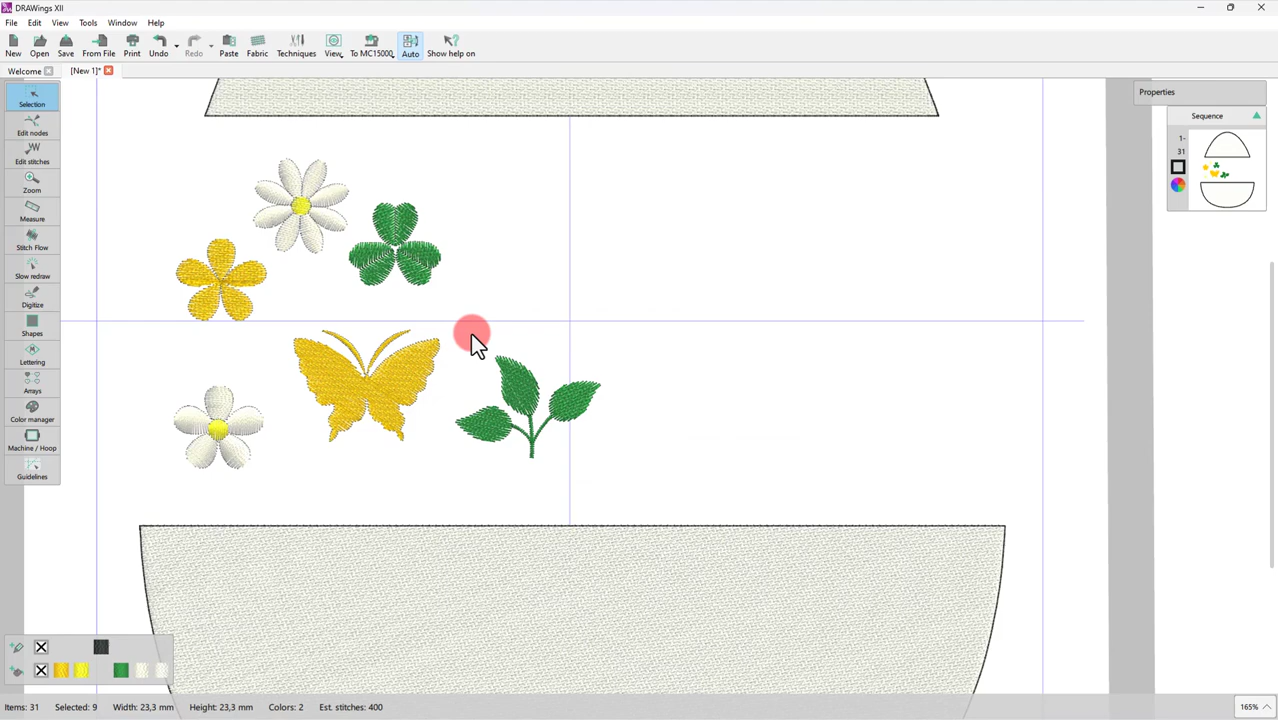 DRAWings XII
File Edit View Tools Window Help
New Open Save From File Print Undo Redo Paste Fabric Techniques View To MC15000 Auto Show help on
Welcome [New 1]*
Selection
Edit nodes
Edit stitches
Zoom
Measure
Stitch Flow
Slow redraw
Digitize
Shapes
Lettering
Arrays
Color manager
Machine / Hoop
Guidelines
Properties
Sequence
1-
31
Items: 31 Selected: 9 Width: 23,3 mm Height: 23,3 mm Colors: 2 Est. stitches: 400
165%